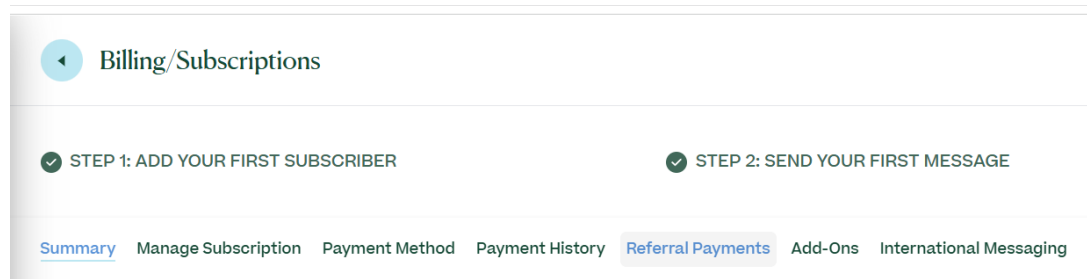 Billing/Subscriptions
STEP 1: ADD YOUR FIRST SUBSCRIBER STEP 2: SEND YOUR FIRST MESSAGE
Summary Manage Subscription Payment Method Payment History Referral Payments Add-Ons International Messaging